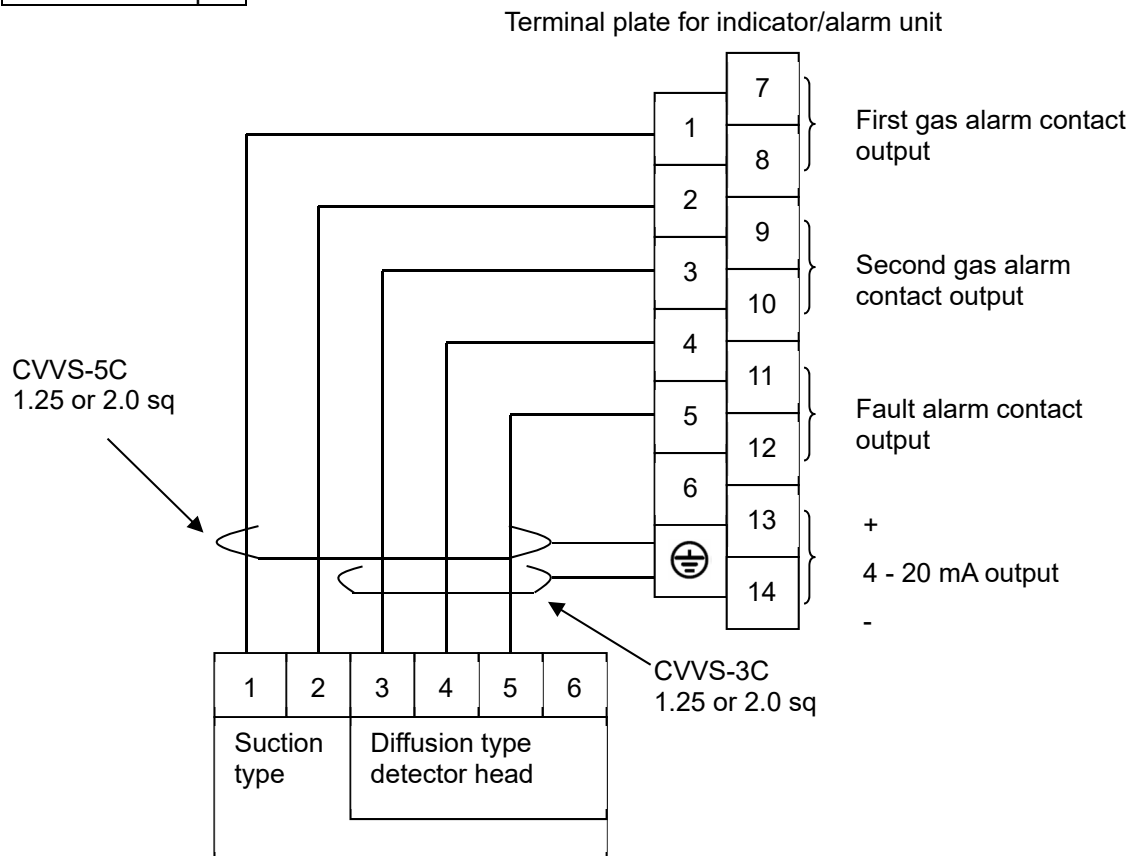 Terminal plate for indicator/alarm unit
7
1
First gas alarm contact
output
8
2
9
3
Second gas alarm
contact output
10
4
11
CVVS-5C
1.25 or 2.0 sq
5
Fault alarm contact
output
12
6
13
+
4 - 20 mA output
14
-
CVVS-3C
1.25 or 2.0 sq
1 2 3 4 5 6
Suction
type
Diffusion type
detector head